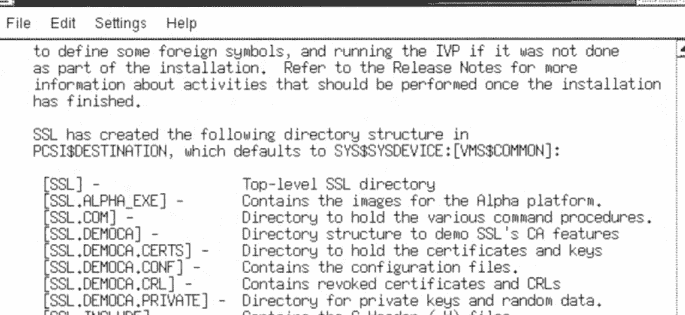 File Edit Settings Help
to define some foreign symbols, and running the IVP if it was not done
as part of the installation. Refer to the Release Notes for more
information about activities that should be performed once the installation
has finished.
SSL has created the following directory structure in
PCSI$DESTINATION, which defaults to SYS$SYSDEVICE:[VMS$COMMON]:
[SSL] - Top-level SSL directory
[SSL.ALPHA_EXE] - Contains the images for the Alpha platform.
[SSL.COM] - Directory to hold the various command procedures.
[SSL.DEMOCA] - Directory structure to demo SSL's CA features
[SSL.DEMOCA.CERTS] - Directory to hold the certificates and keys
[SSL.DEMOCA.CONF] - Contains the configuration files.
[SSL.DEMOCA.CRL] - Contains revoked certificates and CRLs
[SSL.DEMOCA.PRIVATE] - Directory for private keys and random data.